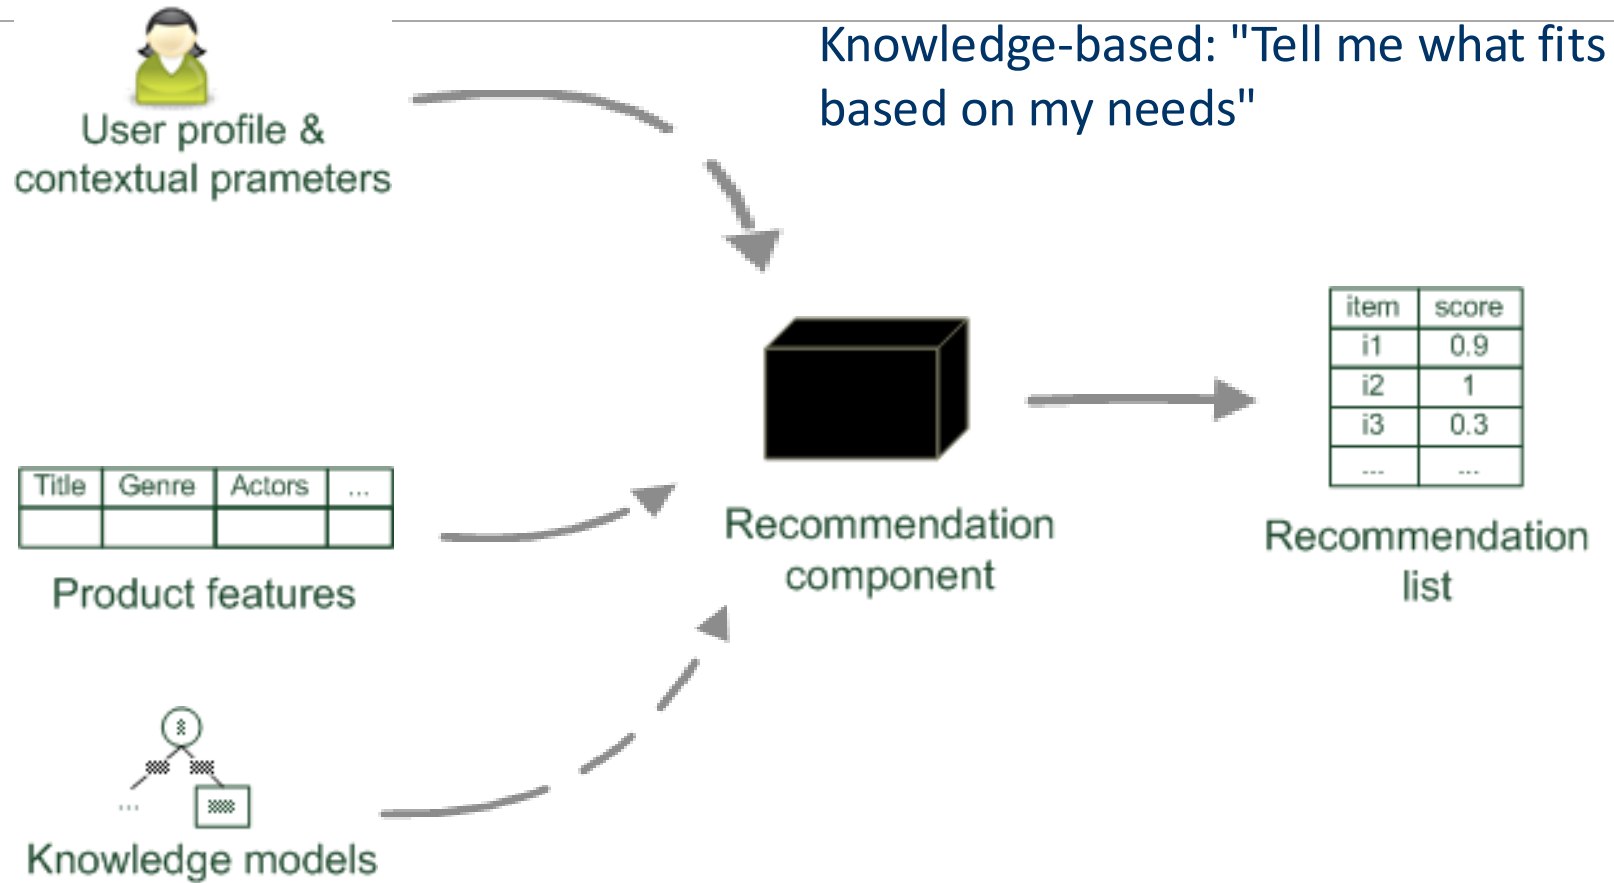 Knowledge-based: "Tell me what fits
based on my needs"
User profile &
contextual prameters
item score
i1 0.9
i2 1
i3 0.3
... ...
Title Genre Actors ...
Product features
Recommendation
component
Recommendation
list
...
Knowledge models